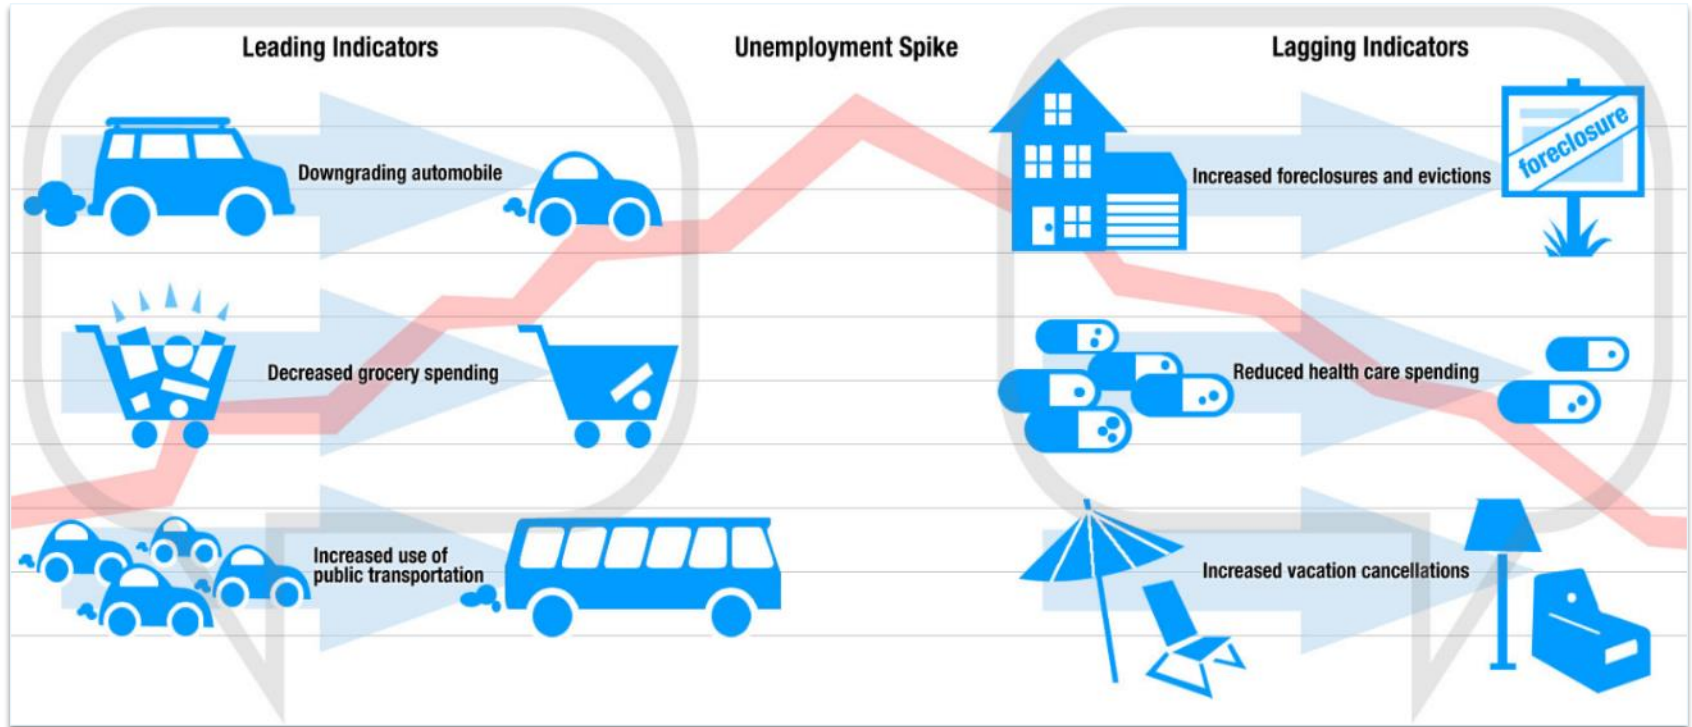 Leading Indicators
Unemployment Spike
Lagging Indicators
Downgrading automobile
Increased foreclosures and evictions
foreclosure
Decreased grocery spending
Reduced health care spending
Increased use of
public transportation
Increased vacation cancellations